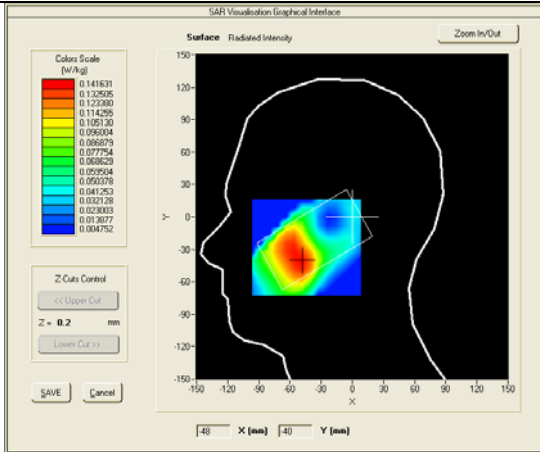 SAR Visualisation Graphical Interface
Surface Radiated Intensity
Zoom In/Out
Colors Scale
(W/kg)
0.141631
0.132505
0.123380
0.114255
0.105130
0.096004
0.086879
0.077754
0.068629
0.059504
0.050378
0.041253
0.032128
0.023003
0.013877
0.004752
Z Cuts Control
<< Upper Cut
Z = 0.2 mm
Lower Cut >>
SAVE Cancel
150
120
90
60
30
0
-30
-60
-90
-120
-150
Y
-150 -120 -90 -60 -30 0 30 60 90 120 150
X
-48 X (mm) -40 Y (mm)